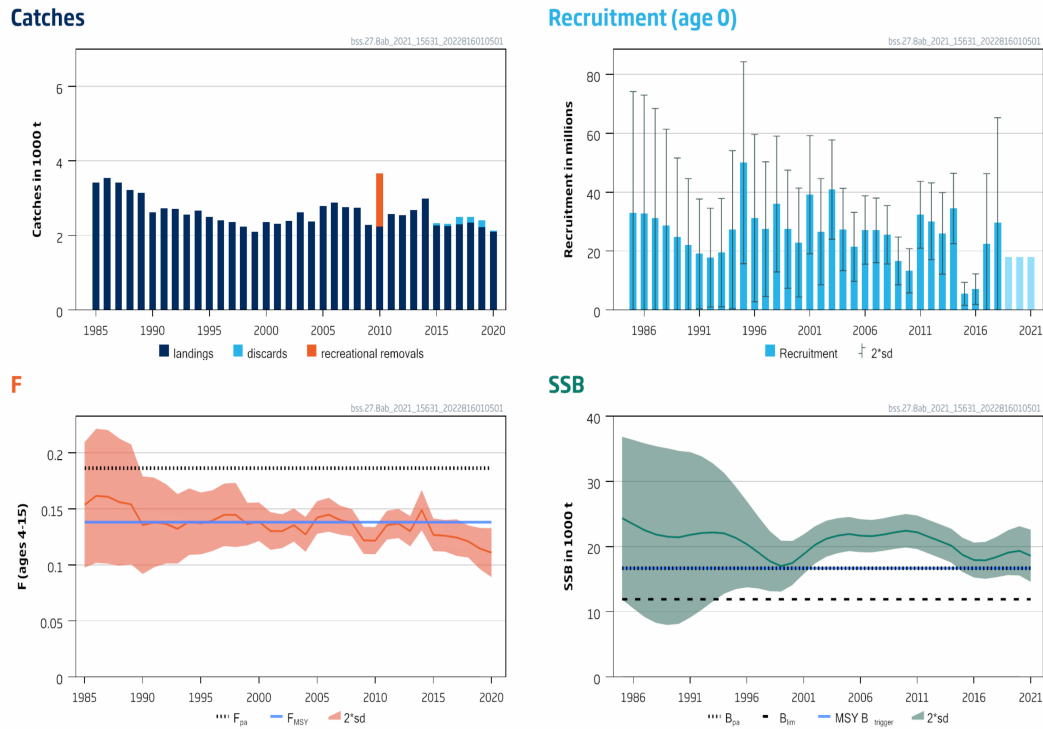 Catches
bss.27.8ab_2021_15631_2022816010501
Catches in 1000 t
6
4
2
0
1985 1990 1995 2000 2005 2010 2015 2020
landings discards recreational removals
Recruitment (age 0)
bss.27.8ab_2021_15631_2022816010501
Recruitment in millions
80
60
40
20
0
1986 1991 1996 2001 2006 2011 2016 2021
Recruitment 2*sd
F
bss.27.8ab_2021_15631_2022816010501
F (ages 4-15)
0.2
0.15
0.1
0.05
0
1985 1990 1995 2000 2005 2010 2015 2020
Fpa FMSY 2*sd
SSB
bss.27.8ab_2021_15631_2022816010501
SSB in 1000 t
40
30
20
10
0
1986 1991 1996 2001 2006 2011 2016 2021
Bpa Blim MSY B trigger 2*sd